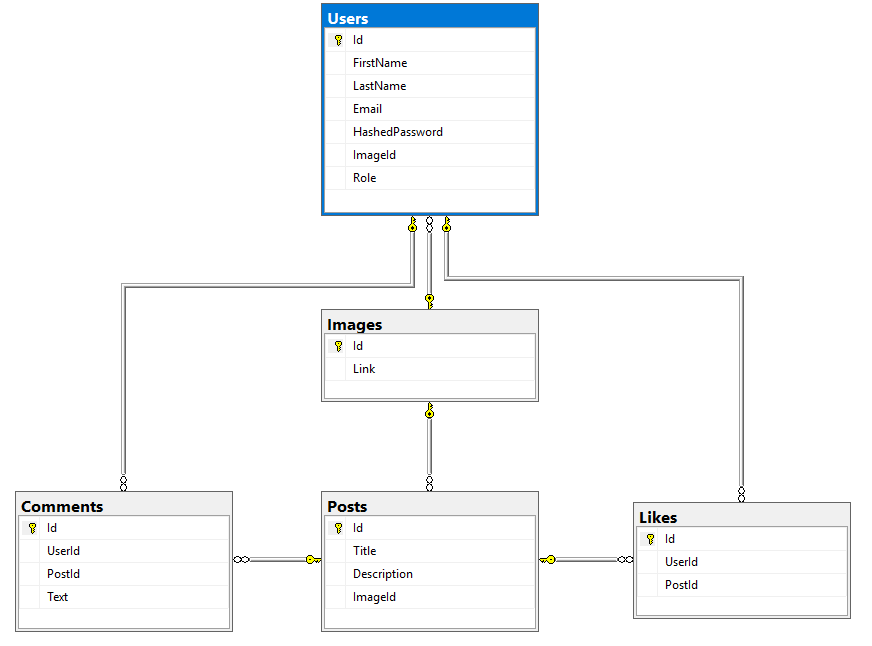 Users
Id
FirstName
LastName
Email
HashedPassword
ImageId
Role
Images
Id
Link
Comments
Id
UserId
PostId
Text
Posts
Id
Title
Description
ImageId
Likes
Id
UserId
PostId